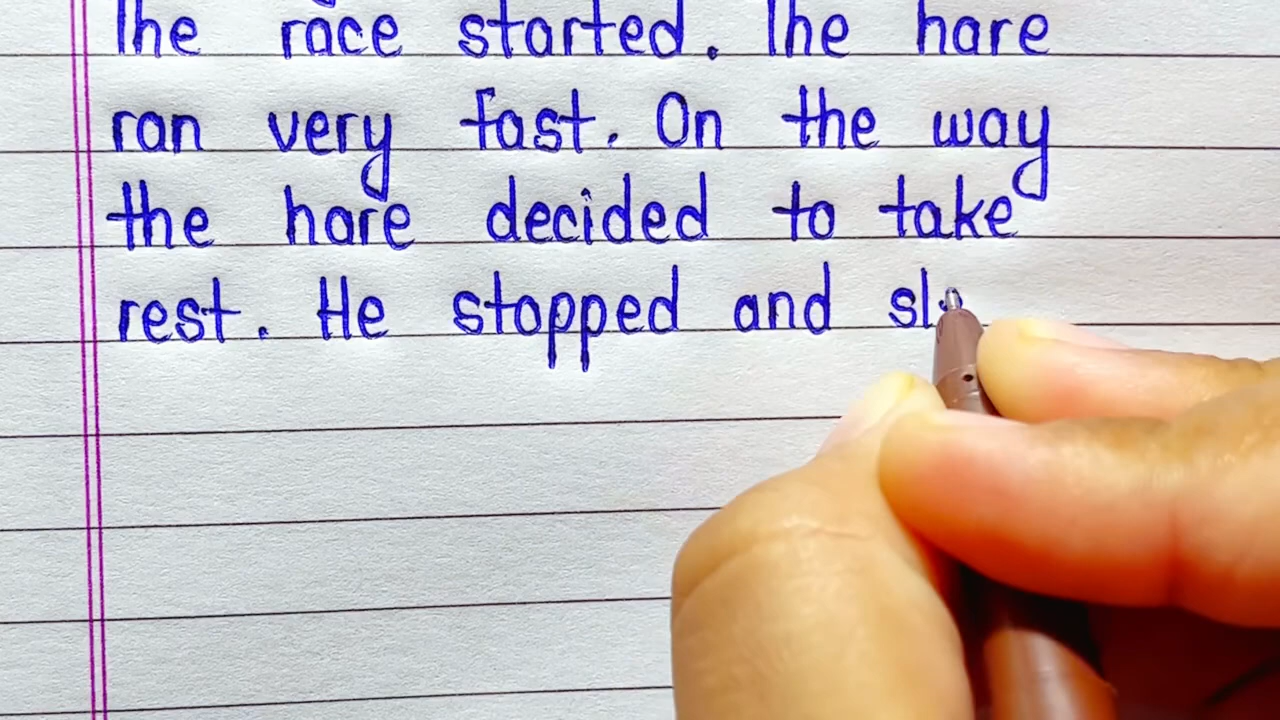 The race started. The hare
ran very fast. On the way
the hare decided to take
rest. He stopped and